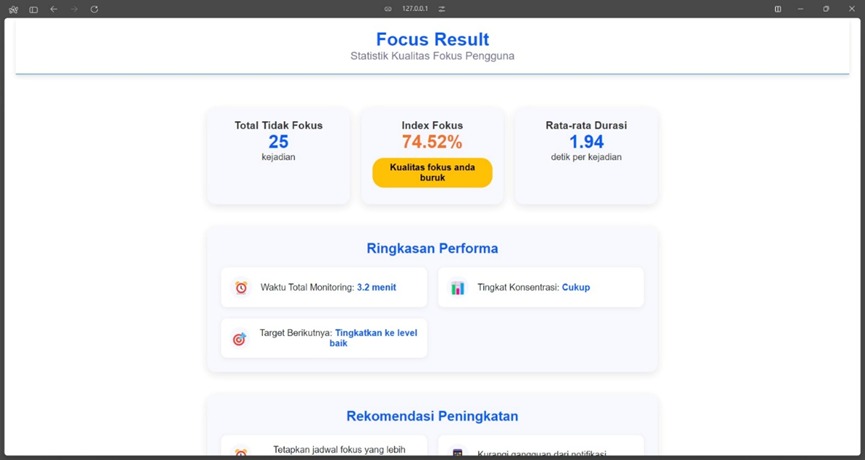 127.0.0.1
Focus Result
Statistik Kualitas Fokus Pengguna
Total Tidak Fokus
25
kejadian
Index Fokus
74.52%
Kualitas fokus anda
buruk
Rata-rata Durasi
1.94
detik per kejadian
Ringkasan Performa
Waktu Total Monitoring: 3.2 menit
Tingkat Konsentrasi: Cukup
Target Berikutnya: Tingkatkan ke level
baik
Rekomendasi Peningkatan
Tetapkan jadwal fokus yang lebih
Kurangi gangguan dari notifikasi